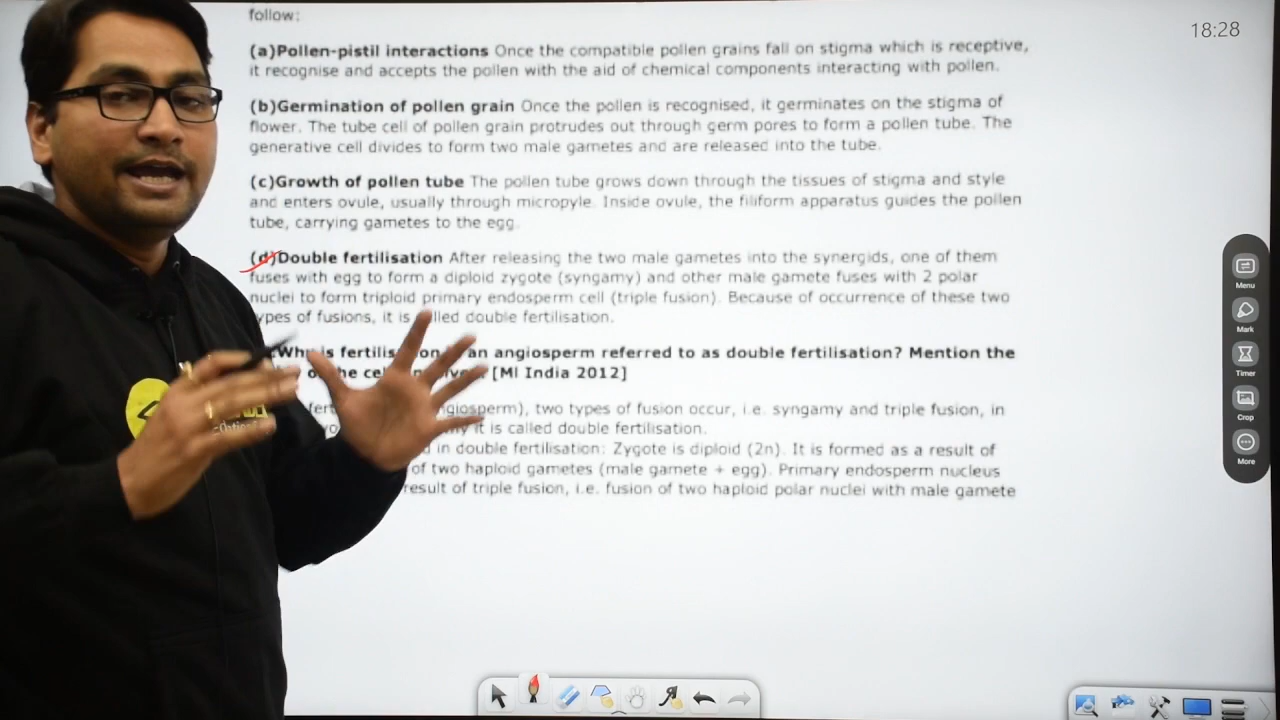 follow:
18:28
(a)Pollen-pistil interactions Once the compatible pollen grains fall on stigma which is receptive,
it recognise and accepts the pollen with the aid of chemical components interacting with pollen.
(b)Germination of pollen grain Once the pollen is recognised, it germinates on the stigma of
flower. The tube cell of pollen grain protrudes out through germ pores to form a pollen tube. The
generative cell divides to form two male gametes and are released into the tube.
(c)Growth of pollen tube The pollen tube grows down through the tissues of stigma and style
and enters ovule, usually through micropyle. Inside ovule, the filiform apparatus guides the pollen
tube, carrying gametes to the egg.
(d)Double fertilisation After releasing the two male gametes into the synergids, one of them
fuses with egg to form a diploid zygote (syngamy) and other male gamete fuses with 2 polar
nuclei to form triploid primary endosperm cell (triple fusion). Because of occurrence of these two
ypes of fusions, it is lled double fertilisation.
Why is fertilis on an angiosperm referred to as double fertilisation? Mention the
[MI India 2012]
fert ngiosperm), two types of fusion occur, i.e. syngamy and triple fusion, in
it is called double fertilisation.
in double fertilisation: Zygote is diploid (2n). It is formed as a result of
of two haploid gametes (male gamete + egg). Primary endosperm nucleus
result of triple fusion, i.e. fusion of two haploid polar nuclei with male gamete
Menu
Mark
Timer
Crop
More